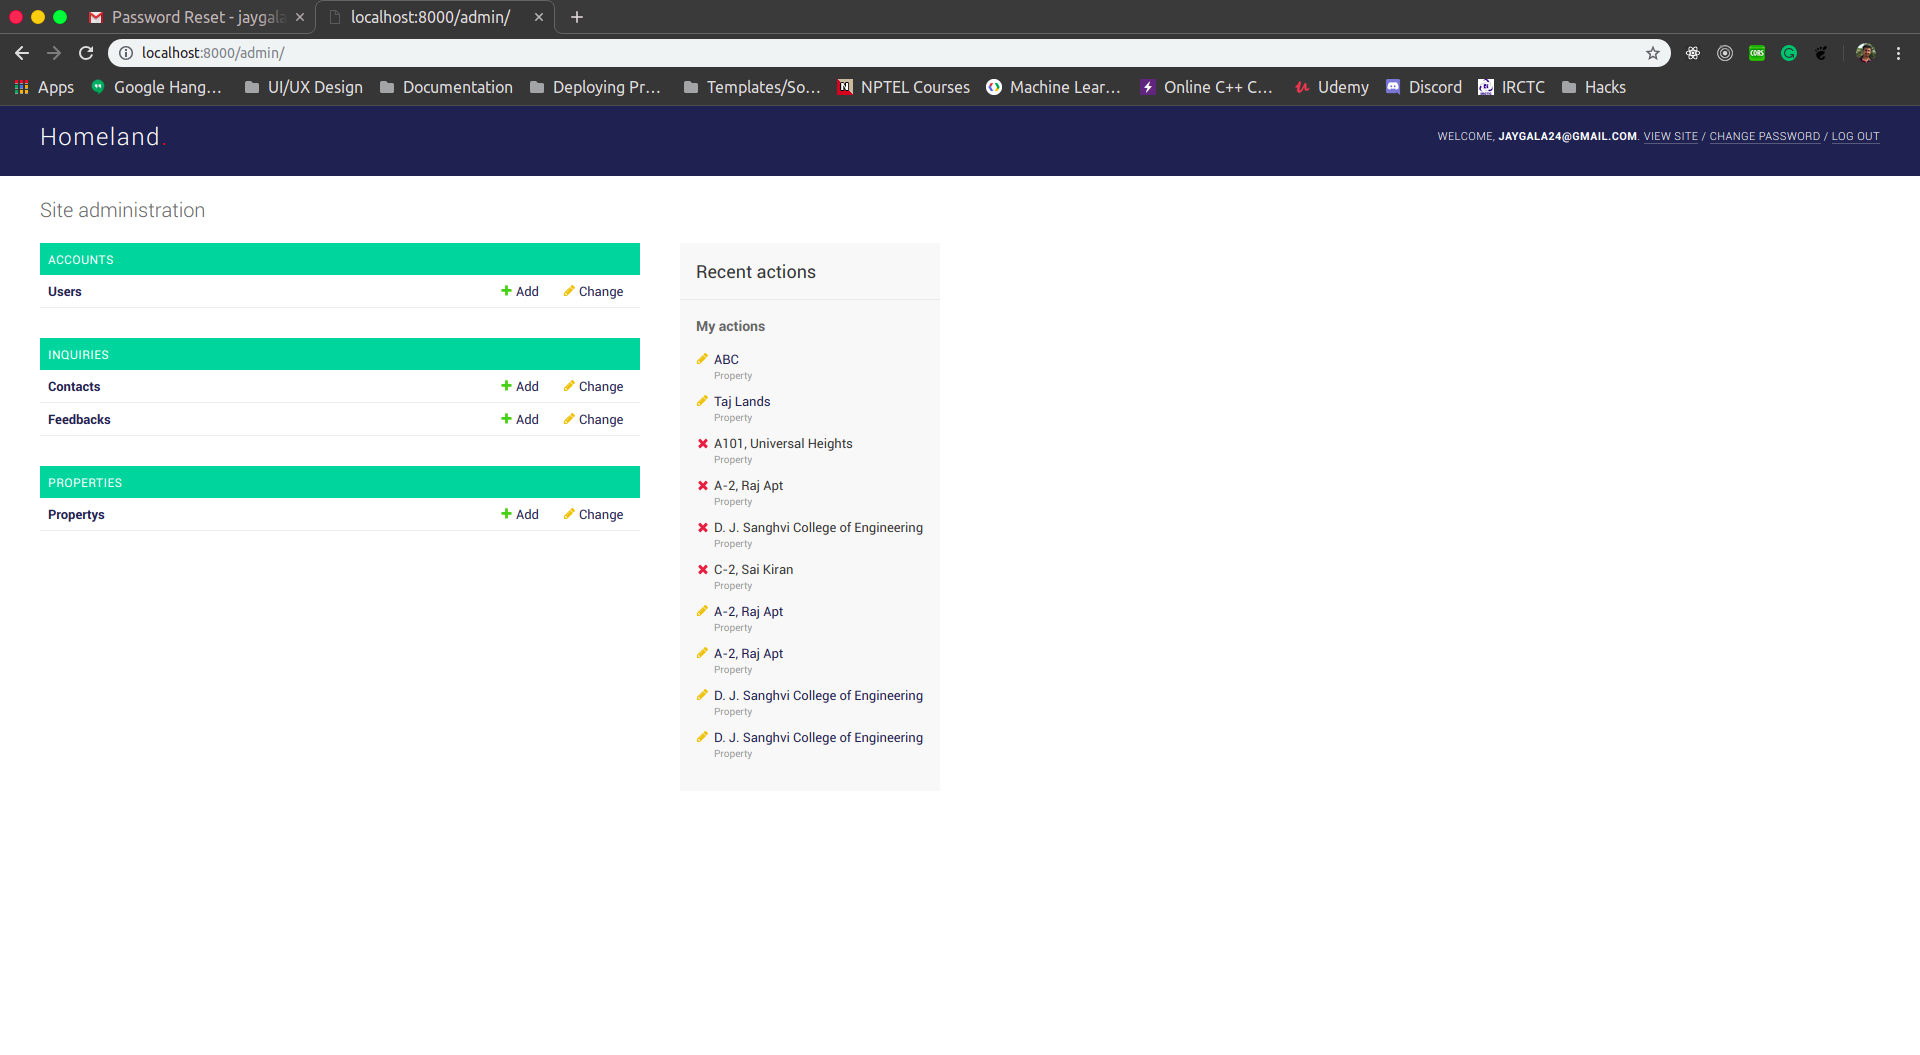 Password Reset - jaygala
localhost:8000/admin/
localhost:8000/admin/
Apps Google Hang... UI/UX Design Documentation Deploying Pr... Templates/So... NPTEL Courses Machine Lear... Online C++ C... Udemy Discord IRCTC Hacks
Homeland.
WELCOME, JAYGALA24@GMAIL.COM. VIEW SITE / CHANGE PASSWORD / LOG OUT
Site administration
ACCOUNTS
Users Add Change
INQUIRIES
Contacts Add Change
Feedbacks Add Change
PROPERTIES
Propertys Add Change
Recent actions
My actions
ABC
Property
Taj Lands
Property
A101, Universal Heights
Property
A-2, Raj Apt
Property
D. J. Sanghvi College of Engineering
Property
C-2, Sai Kiran
Property
A-2, Raj Apt
Property
A-2, Raj Apt
Property
D. J. Sanghvi College of Engineering
Property
D. J. Sanghvi College of Engineering
Property